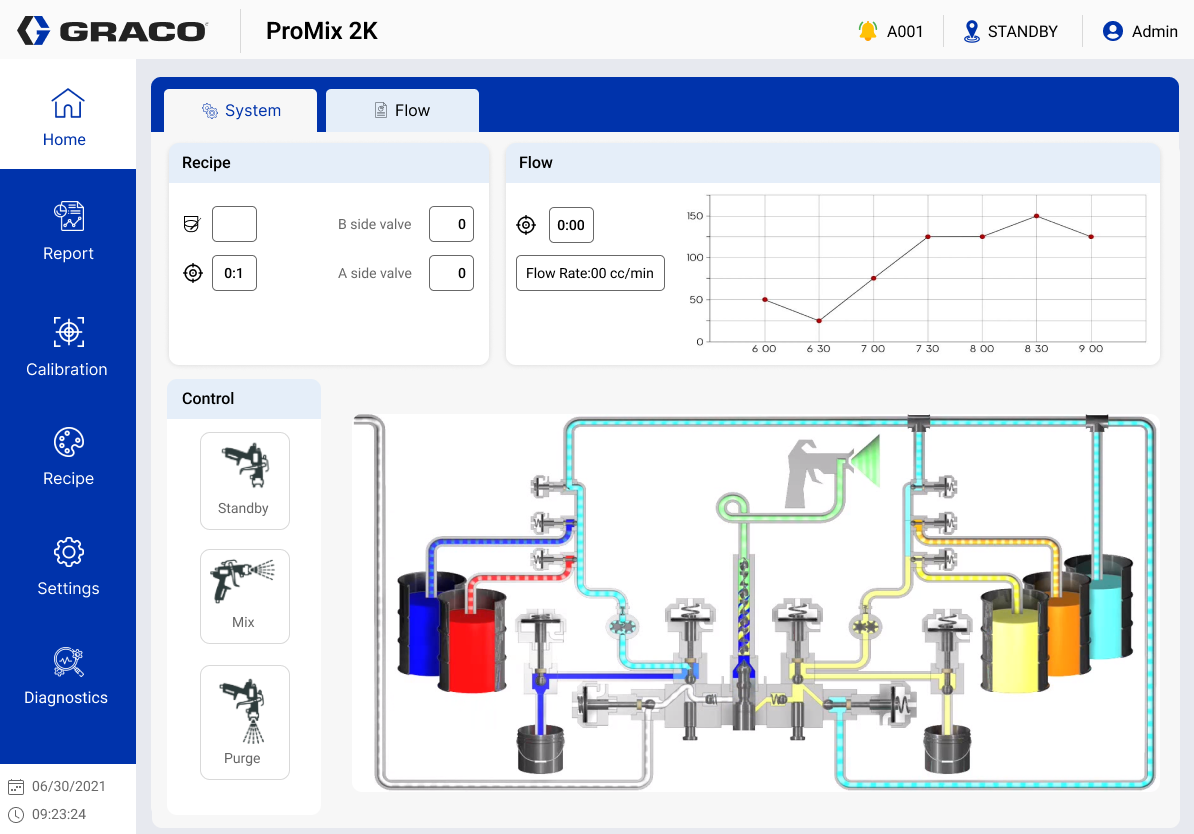 GRACO
ProMix 2K
A001
STANDBY
Admin
Home
Report
Calibration
Recipe
Settings
Diagnostics
06/30/2021
09:23:24
System
Flow
Recipe
B side valve 0
0:1
A side valve 0
Flow
0:00
Flow Rate:00 cc/min
150
100
50
0
6 00 6 30 7 00 7 30 8 00 8 30 9 00
Control
Standby
Mix
Purge